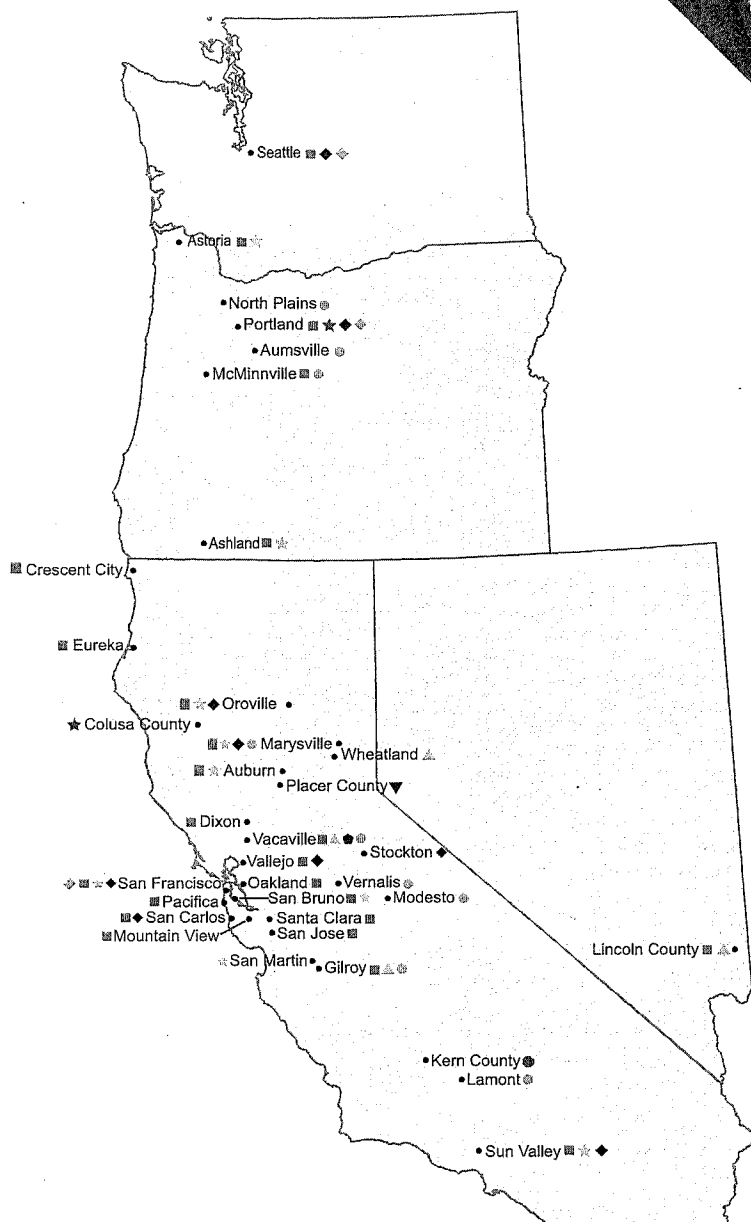 Seattle
Astoria
North Plains
Portland
Aumsville
McMinnville
Ashland
Crescent City
Eureka
Oroville
Colusa County
Marysville
Wheatland
Auburn
Placer County
Dixon
Vacaville
Stockton
Vallejo
San Francisco
Oakland
Vernalis
San Bruno
Modesto
Pacifica
San Carlos
Santa Clara
Mountain View
San Jose
Lincoln County
San Martin
Gilroy
Kern County
Lamont
Sun Valley